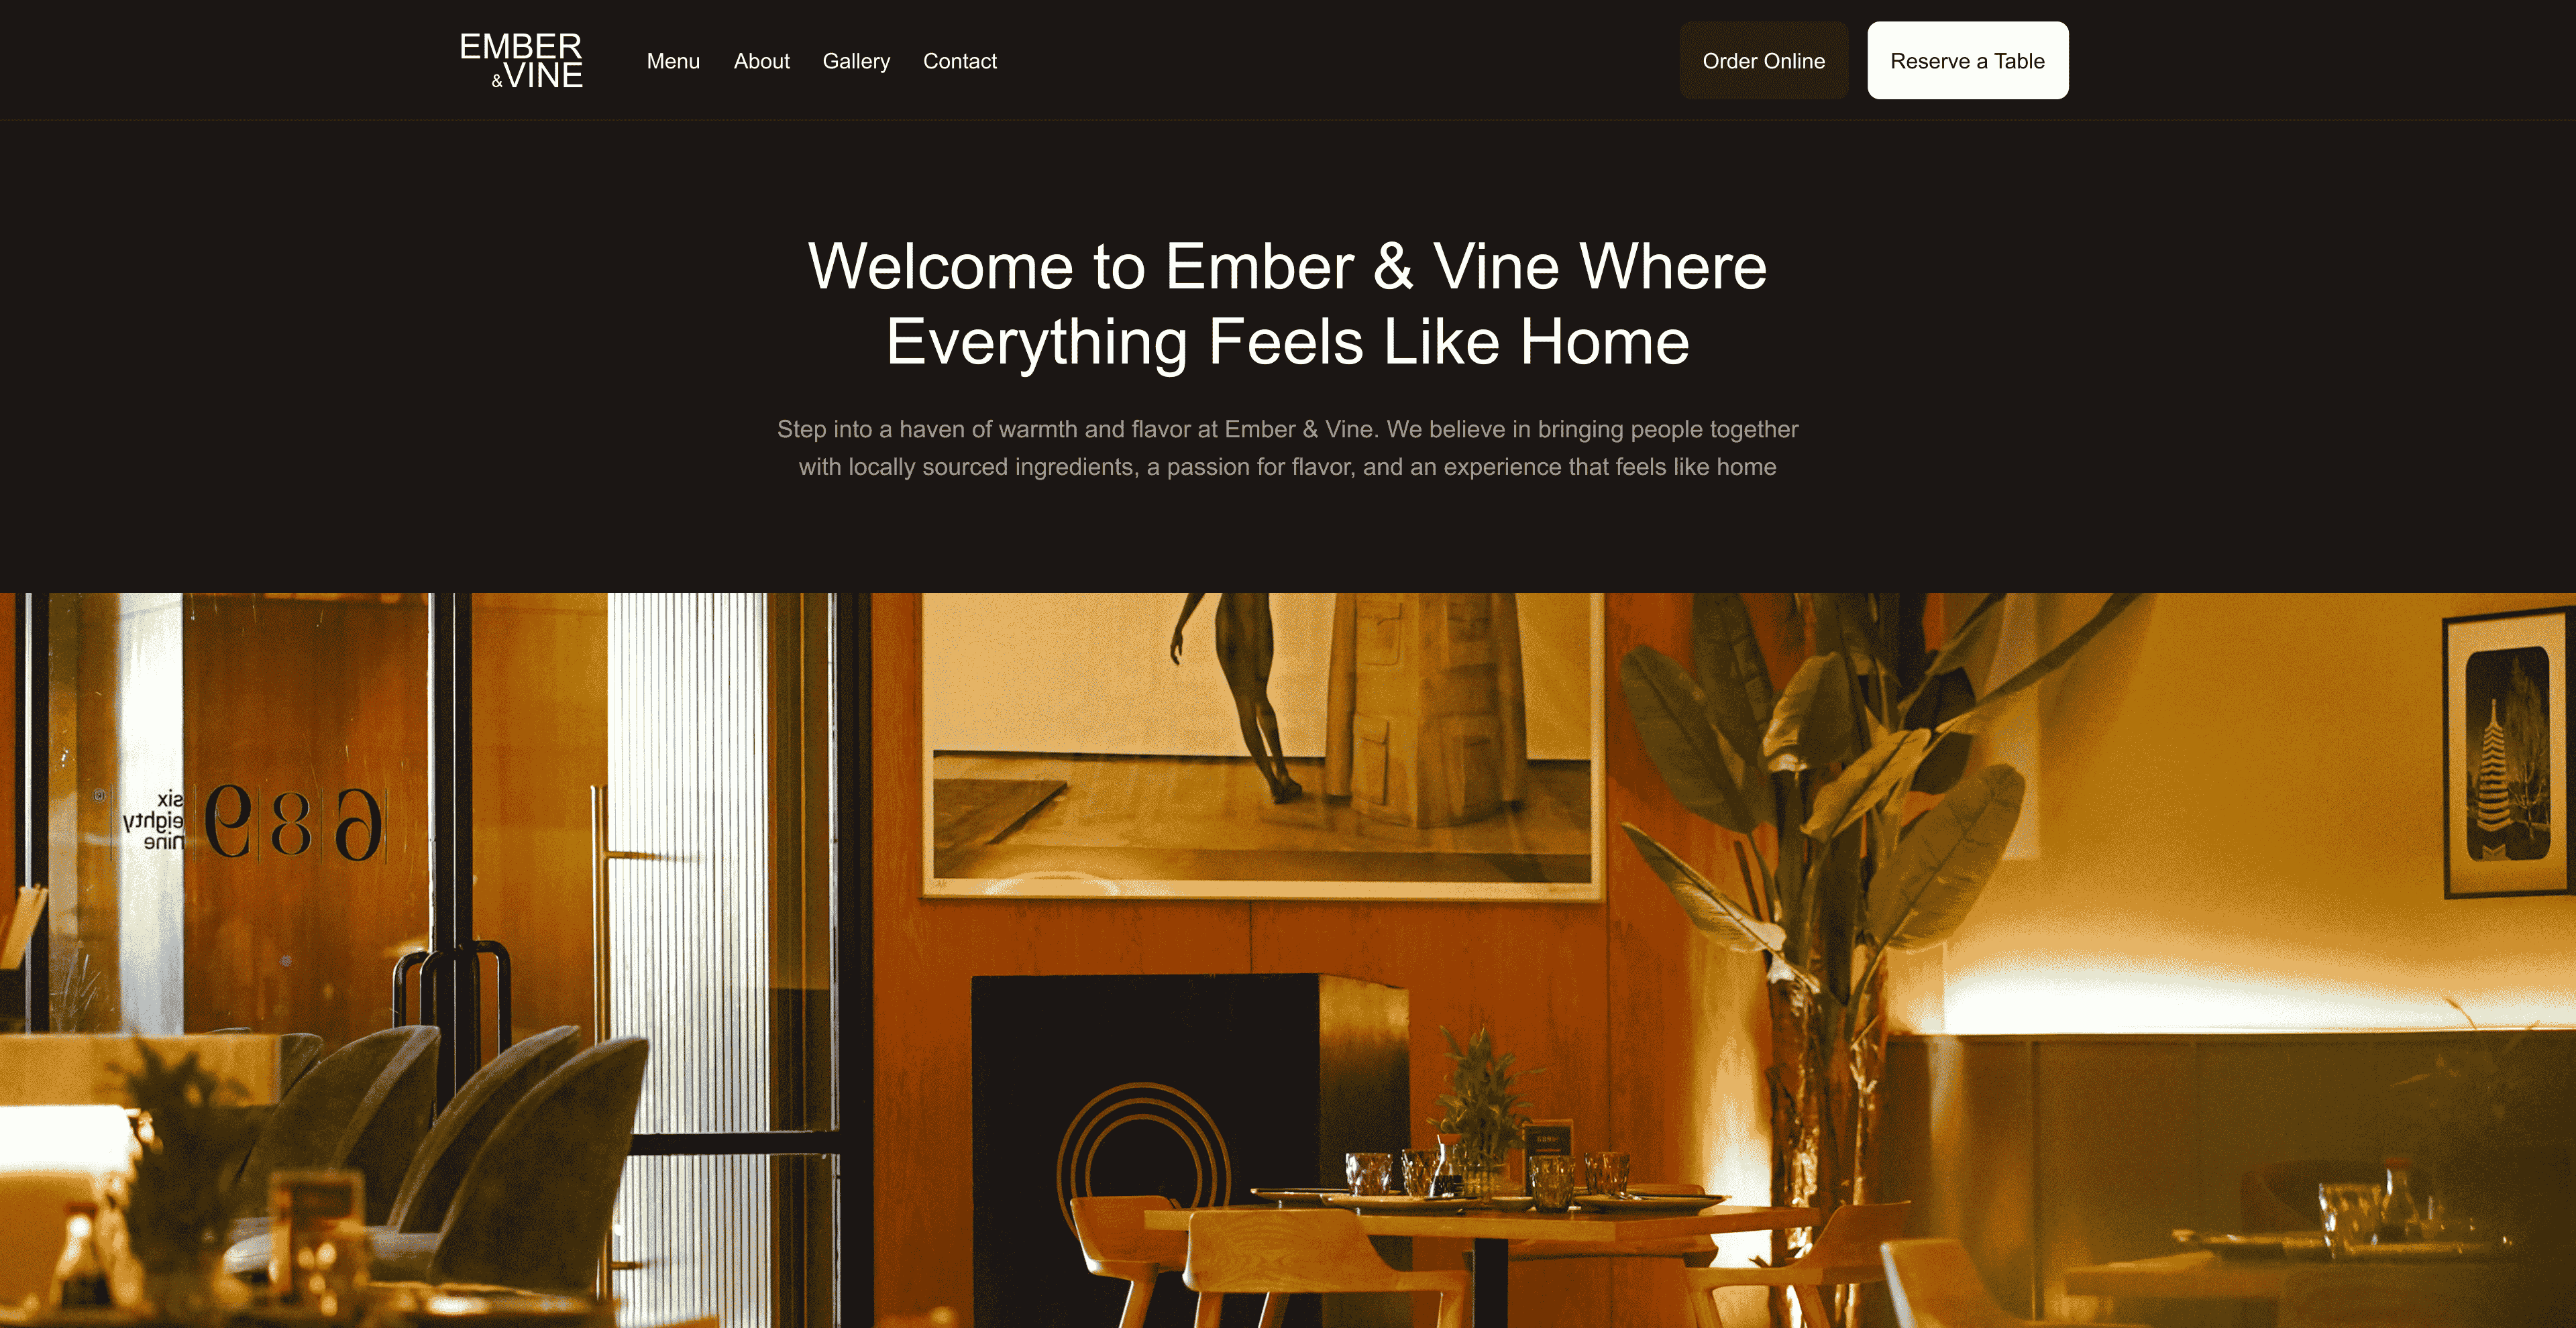 EMBER
&VINE
Menu
About
Gallery
Contact
Order Online
Reserve a Table
Welcome to Ember & Vine Where
Everything Feels Like Home
Step into a haven of warmth and flavor at Ember & Vine. We believe in bringing people together
with locally sourced ingredients, a passion for flavor, and an experience that feels like home
689
six
eighty
nine